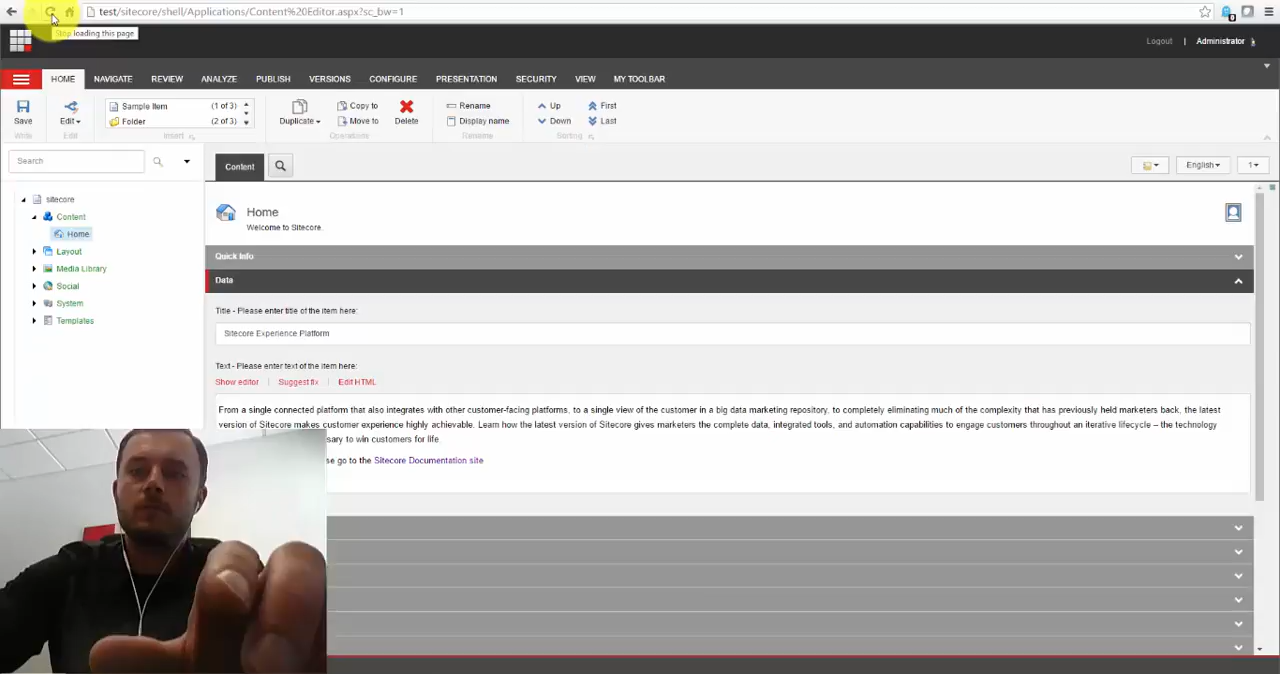 test/sitecore/shell/Applications/Content%20Editor.aspx?sc_bw=1
Stop loading this page
Logout | Administrator
HOME NAVIGATE REVIEW ANALYZE PUBLISH VERSIONS CONFIGURE PRESENTATION SECURITY VIEW MY TOOLBAR
Save Edit Sample Item (1 of 3) Duplicate Copy to Delete Rename Up First
Folder (2 of 3) Move to Display name Down Last
Write Edit Insert Operations Rename Sorting
Search
Content
English 1
sitecore
Content
Home
Layout
Media Library
Social
System
Templates
Home
Welcome to Sitecore.
Quick Info
Data
Title - Please enter title of the item here:
Sitecore Experience Platform
Text - Please enter text of the item here:
Show editor | Suggest fix | Edit HTML
From a single connected platform that also integrates with other customer-facing platforms, to a single view of the customer in a big data marketing repository, to completely eliminating much of the complexity that has previously held marketers back, the latest
version of Sitecore makes customer experience highly achievable. Learn how the latest version of Sitecore gives marketers the complete data, integrated tools, and automation capabilities to engage customers throughout an iterative lifecycle – the technology
sary to win customers for life.
se go to the Sitecore Documentation site